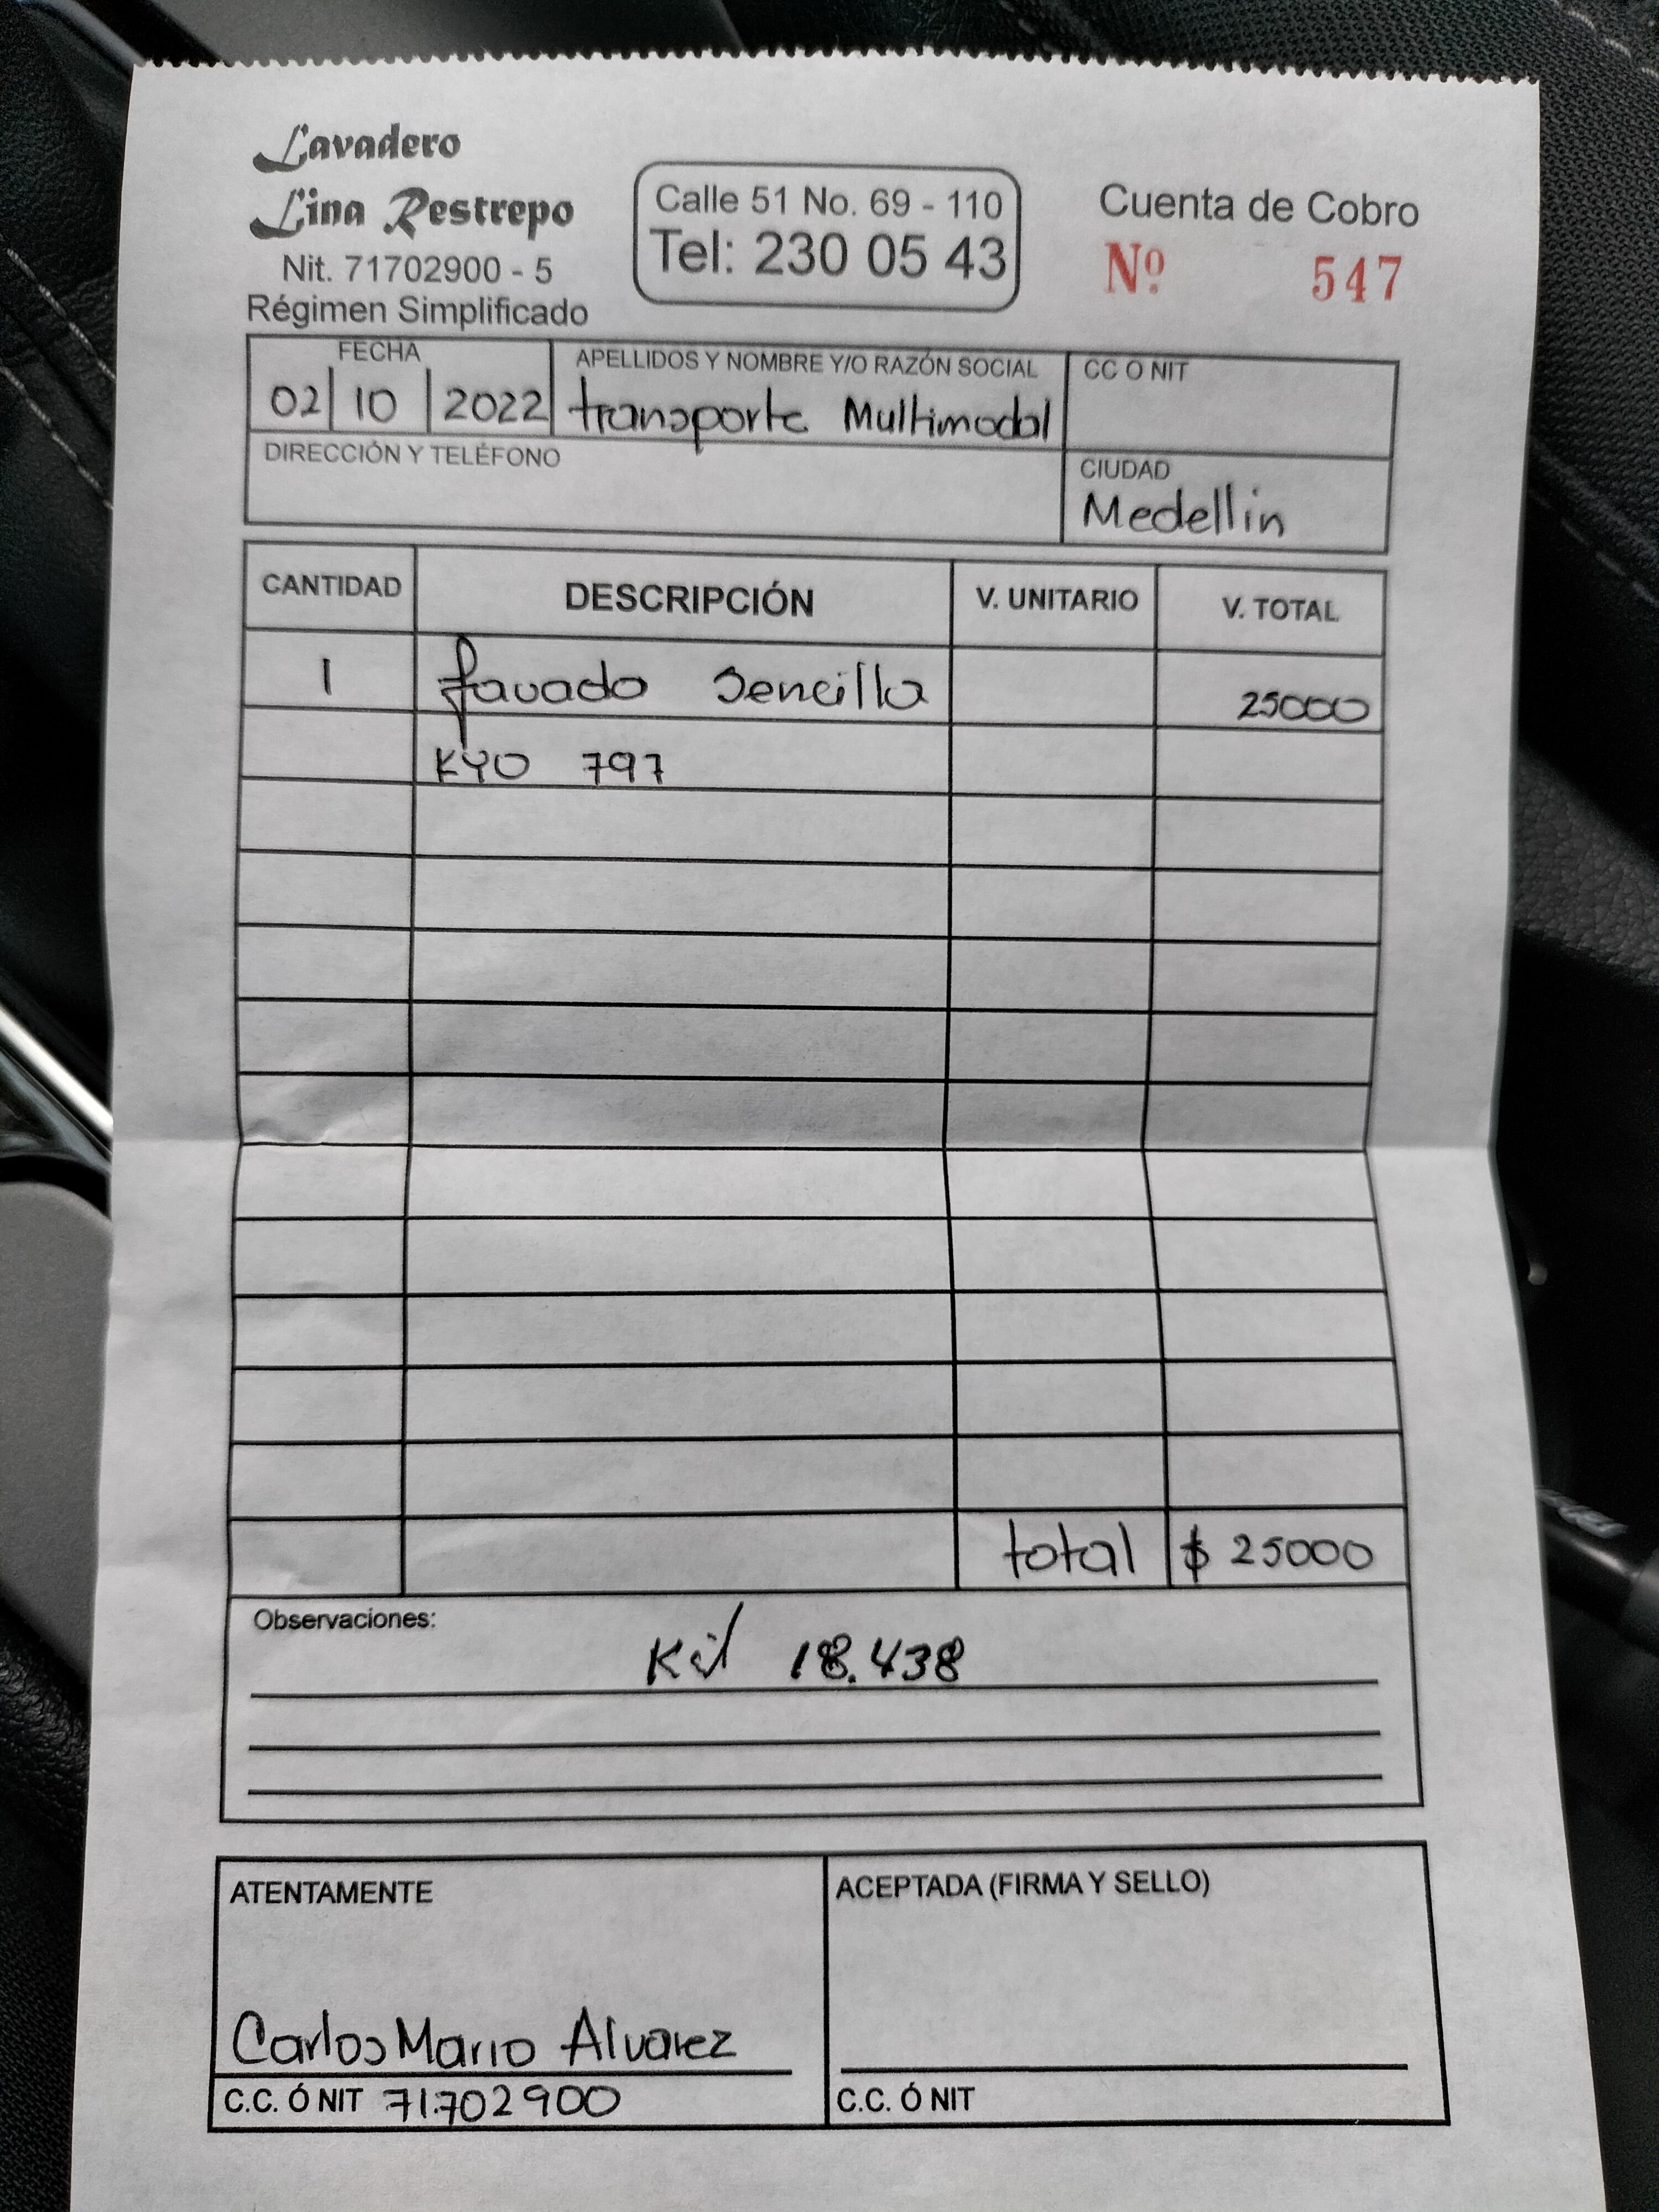 Lavadero
Lina Restrepo
Nit. 71702900 - 5
Régimen Simplificado
Calle 51 No. 69 - 110
Tel: 230 05 43
Cuenta de Cobro
Nº 547
FECHA
02 10 2022
APELLIDOS Y NOMBRE Y/O RAZÓN SOCIAL
transporte Multimodal
CC O NIT
DIRECCIÓN Y TELÉFONO
CIUDAD
Medellin
CANTIDAD DESCRIPCIÓN V. UNITARIO V. TOTAL
1 Lavado Sencilla 25000
KYO 797
total $ 25000
Observaciones:
Kil 18.438
ATENTAMENTE
Carlos Mario Alvarez
C.C. Ó NIT 71.702900
ACEPTADA (FIRMA Y SELLO)
C.C. Ó NIT